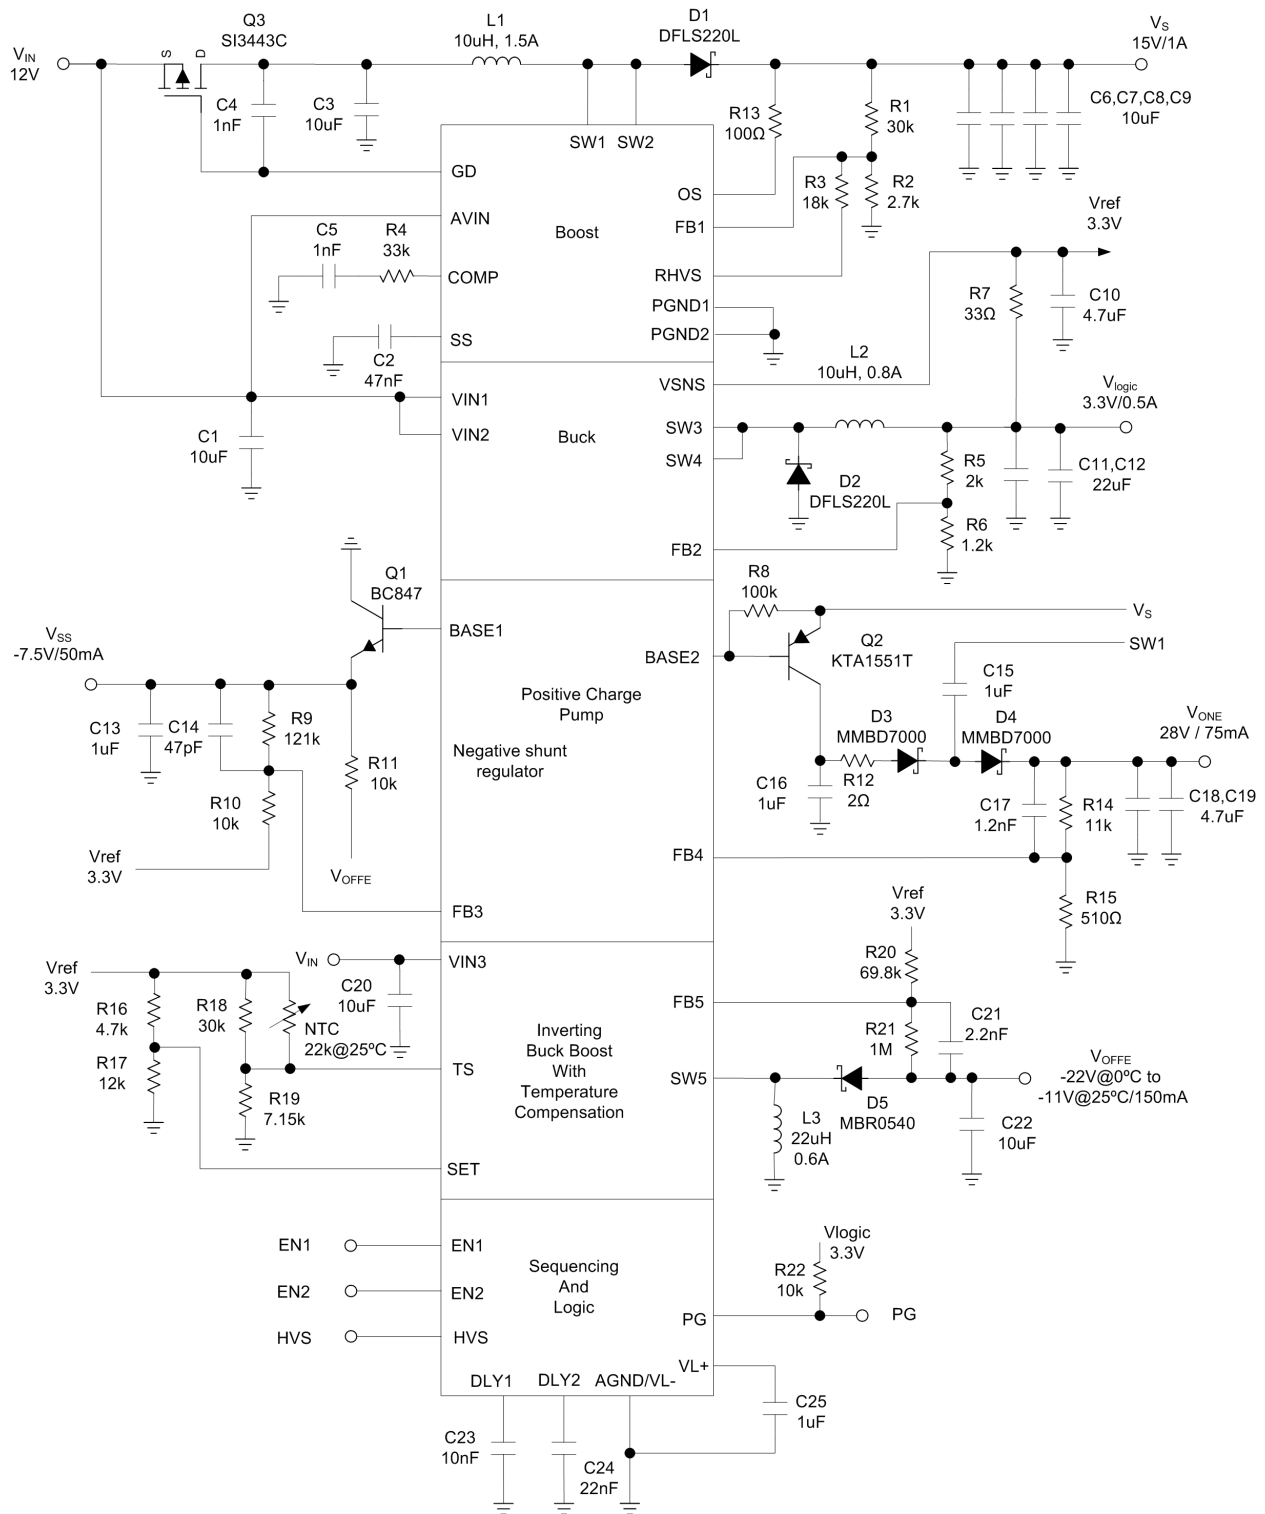 Q3
SI3443C
L1
10uH, 1.5A
D1
DFLS220L
VS
15V/1A
VIN
12V
S
D
C4
1nF
C3
10uF
R13
100Ω
R1
30k
C6,C7,C8,C9
10uF
SW1
SW2
GD
OS
R3
18k
R2
2.7k
AVIN
Boost
FB1
Vref
3.3V
C5
1nF
R4
33k
COMP
RHVS
R7
33Ω
C10
4.7uF
PGND1
PGND2
SS
C2
47nF
L2
10uH, 0.8A
VSNS
Vlogic
3.3V/0.5A
VIN1
VIN2
Buck
SW3
SW4
C1
10uF
D2
DFLS220L
R5
2k
C11,C12
22uF
R6
1.2k
FB2
Q1
BC847
R8
100k
VS
BASE1
VSS
-7.5V/50mA
BASE2
Q2
KTA1551T
SW1
C15
1uF
Positive Charge
Pump
Negative shunt
regulator
C13
1uF
C14
47pF
R9
121k
R11
10k
D3
MMBD7000
D4
MMBD7000
VONE
28V / 75mA
C16
1uF
R12
2Ω
C17
1.2nF
R14
11k
C18,C19
4.7uF
R10
10k
Vref
3.3V
VOFFE
FB4
FB3
R15
510Ω
Vref
3.3V
VIN
VIN3
Vref
3.3V
R20
69.8k
R16
4.7k
R18
30k
NTC
22k@25ºC
C20
10uF
FB5
C21
2.2nF
R21
1M
Inverting
Buck Boost
With
Temperature
Compensation
R17
12k
TS
SW5
VOFFE
-22V@0ºC to
-11V@25ºC/150mA
R19
7.15k
D5
MBR0540
L3
22uH
0.6A
C22
10uF
SET
EN1
EN1
Sequencing
And
Logic
Vlogic
3.3V
R22
10k
EN2
EN2
PG
PG
HVS
HVS
VL+
DLY1
DLY2
AGND/VL-
C25
1uF
C23
10nF
C24
22nF